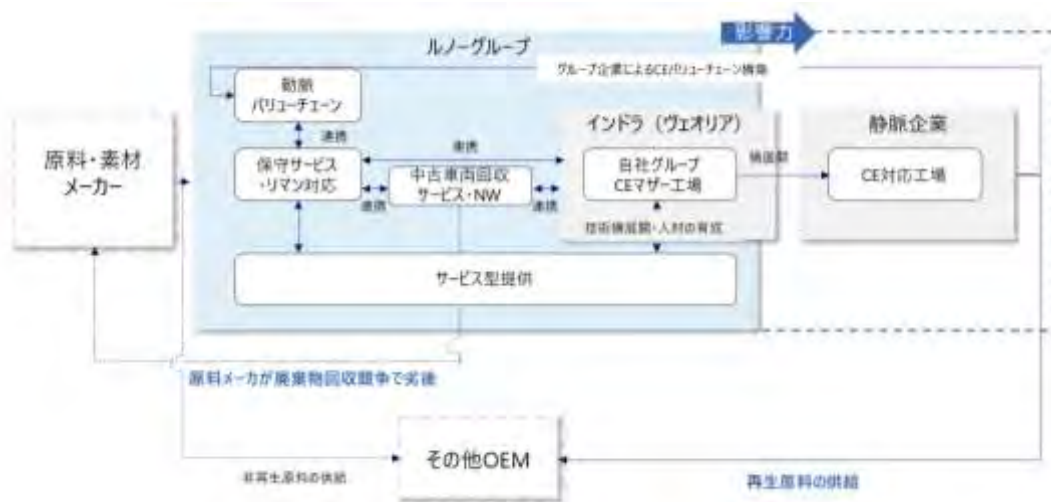 影響力
ルノーグループ
グループ企業によるCEバリューチェーン構築
動脈
バリューチェーン
連携
原料・素材
メーカー
保守サービス
・リマン対応
連携
連携
中古車両回収
サービス・NW
連携
インドラ（ヴェオリア）
自社グループ
CEマザー工場
技術横展開・人材の育成
横展開
静脈企業
CE対応工場
サービス型提供
原料メーカが廃棄物回収競争で劣後
その他OEM
非再生原料の供給
再生原料の供給